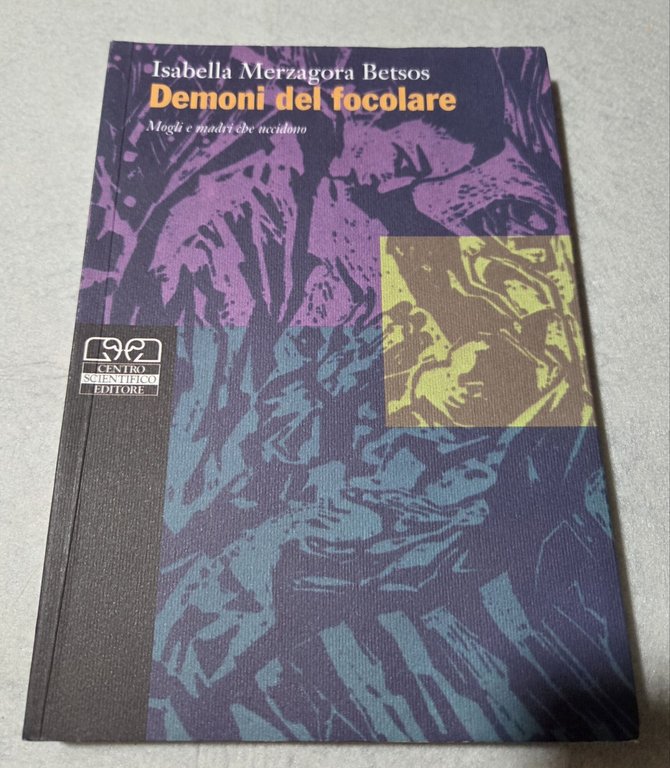 Isabella Merzagora Betsos
Demoni del focolare
Mogli e madri che uccidono
CENTRO
SCIENTIFICO
EDITORE